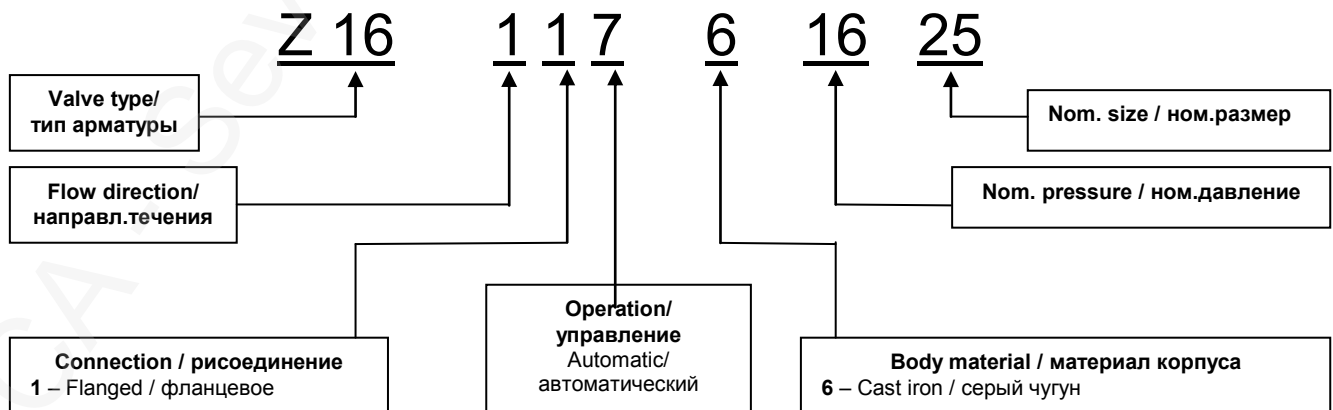 Z 16 1 1 7 6 16 25
Valve type/
тип арматуры
Nom. size / ном.размер
Flow direction/
направл.течения
Nom. pressure / ном.давление
Connection / рисоединение
1 – Flanged / фланцевое
Operation/
управление
Automatic/
автоматический
Body material / материал корпуса
6 – Cast iron / серый чугун